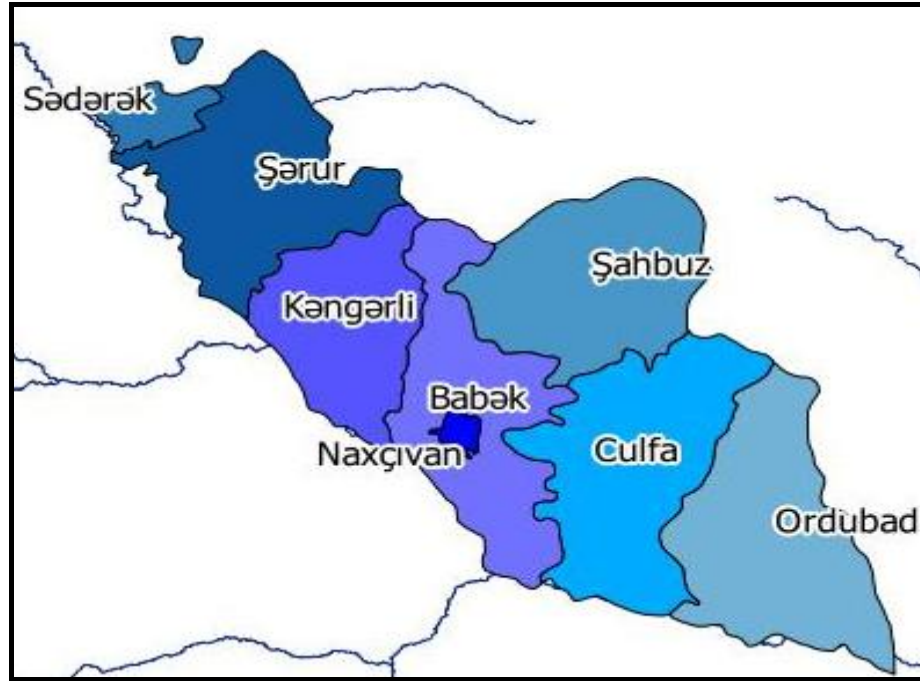 Sədərək
Şərur
Şahbuz
Kəngərli
Babək
Naxçıvan
Culfa
Ordubad